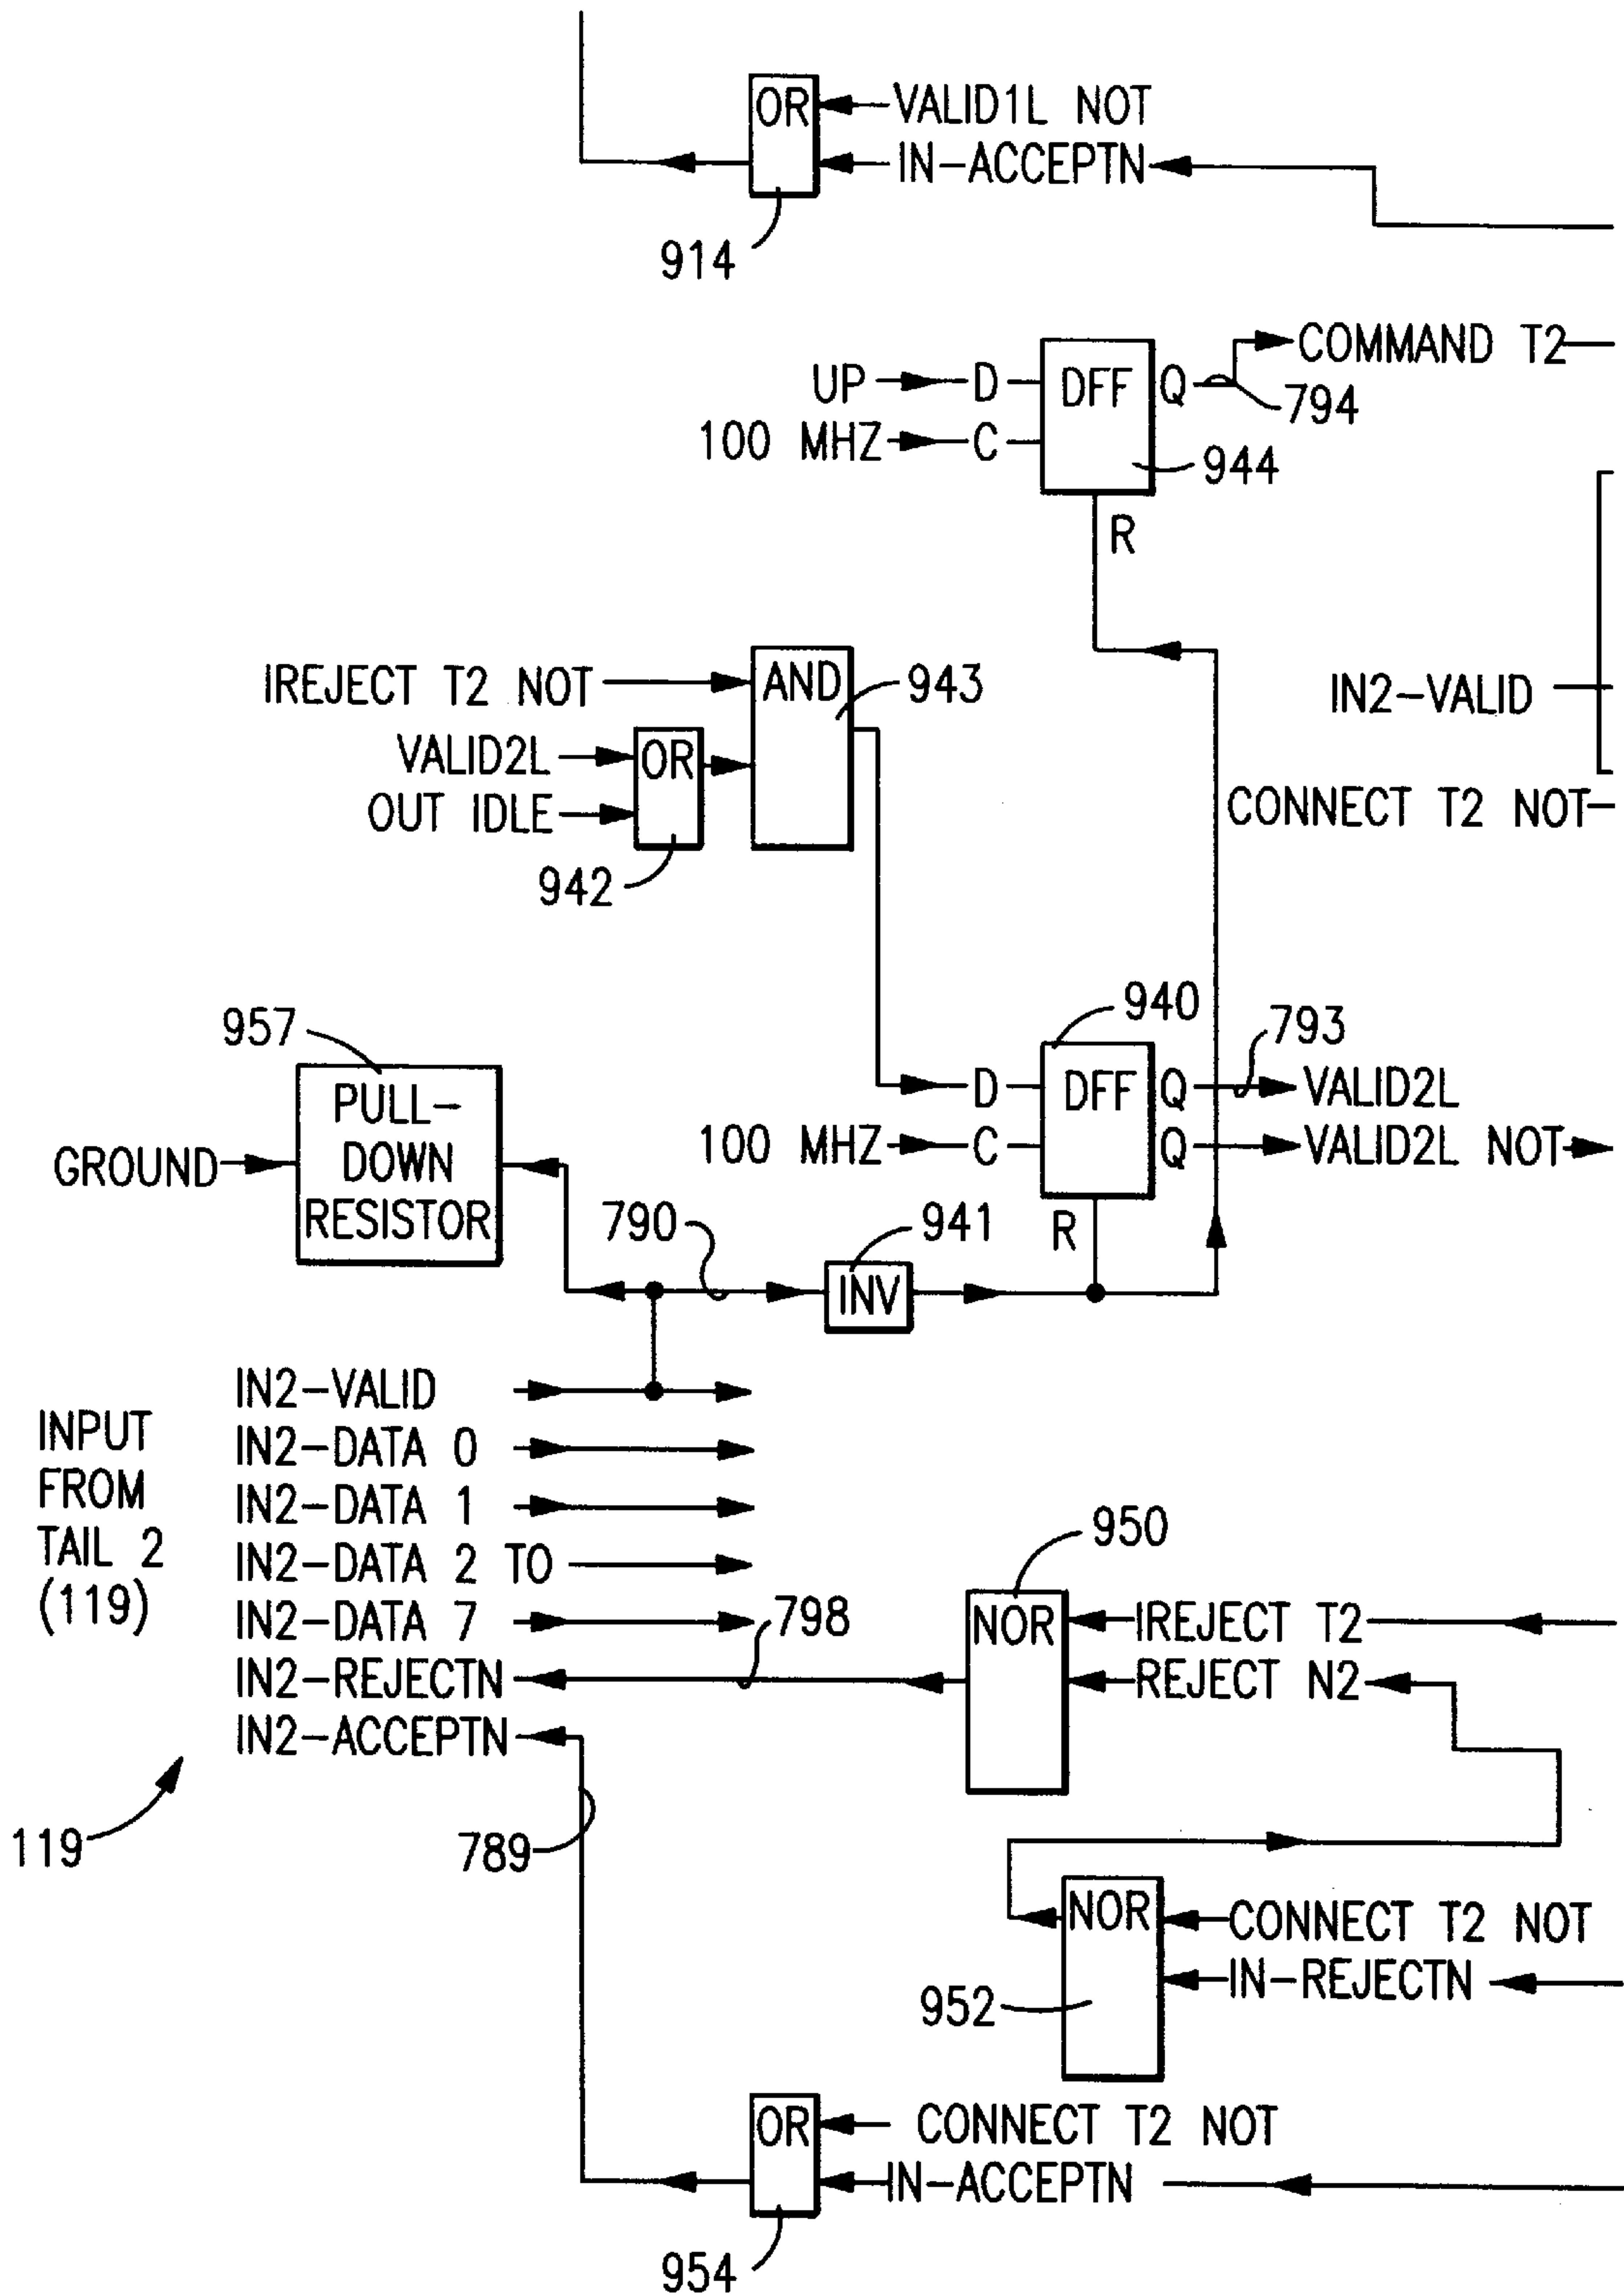 OR
VALID1L NOT
IN-ACCEPTN
914
COMMAND T2
UP
D
DFF
Q
794
100 MHZ
C
944
R
IREJECT T2 NOT
AND
943
IN2-VALID
VALID2L
OR
OUT IDLE
CONNECT T2 NOT
942
940
957
793
PULL-
DOWN
RESISTOR
D
DFF
Q
VALID2L
GROUND
100 MHZ
C
Q
VALID2L NOT
790
941
R
INV
INPUT
FROM
TAIL 2
(119)
IN2-VALID
IN2-DATA 0
IN2-DATA 1
IN2-DATA 2 TO
IN2-DATA 7
IN2-REJECTN
IN2-ACCEPTN
950
798
NOR
IREJECT T2
REJECT N2
119
789
NOR
CONNECT T2 NOT
IN-REJECTN
952
OR
CONNECT T2 NOT
IN-ACCEPTN
954